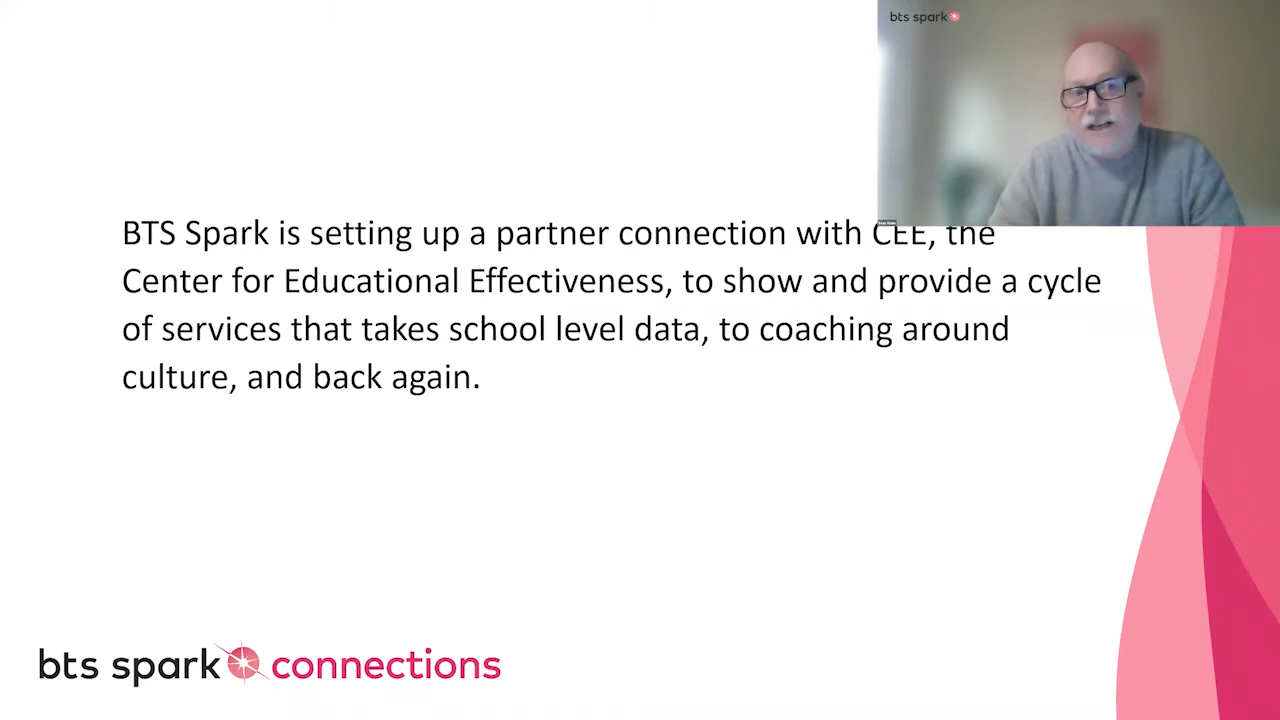 bts spark
BTS Spark is setting up a partner connection with CEE, the
Center for Educational Effectiveness, to show and provide a cycle
of services that takes school level data, to coaching around
culture, and back again.
bts spark connections